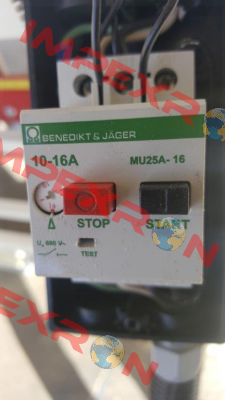 BENEDIKT & JÄGER
10-16A MU25A-16
STOP START
Δ
TEST
IMPEXRON
IMPEXRON
IMPEXRON